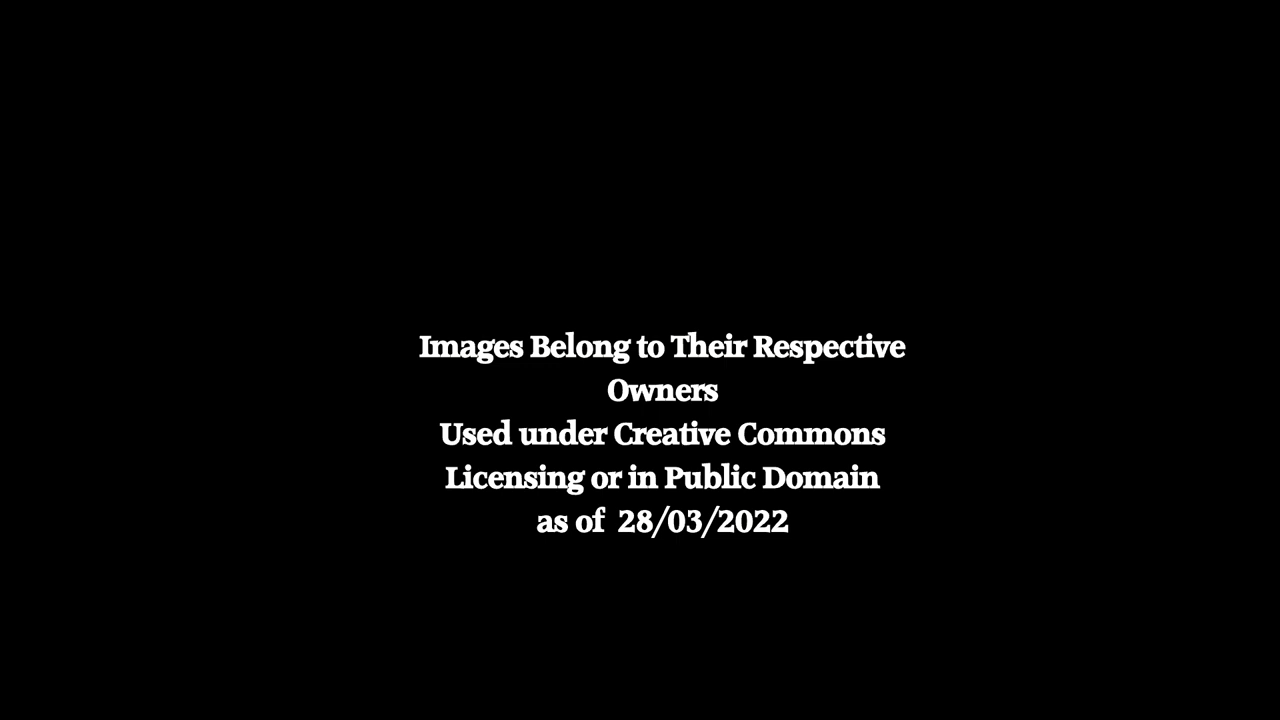 Images Belong to Their Respective
Owners
Used under Creative Commons
Licensing or in Public Domain
as of  28/03/2022